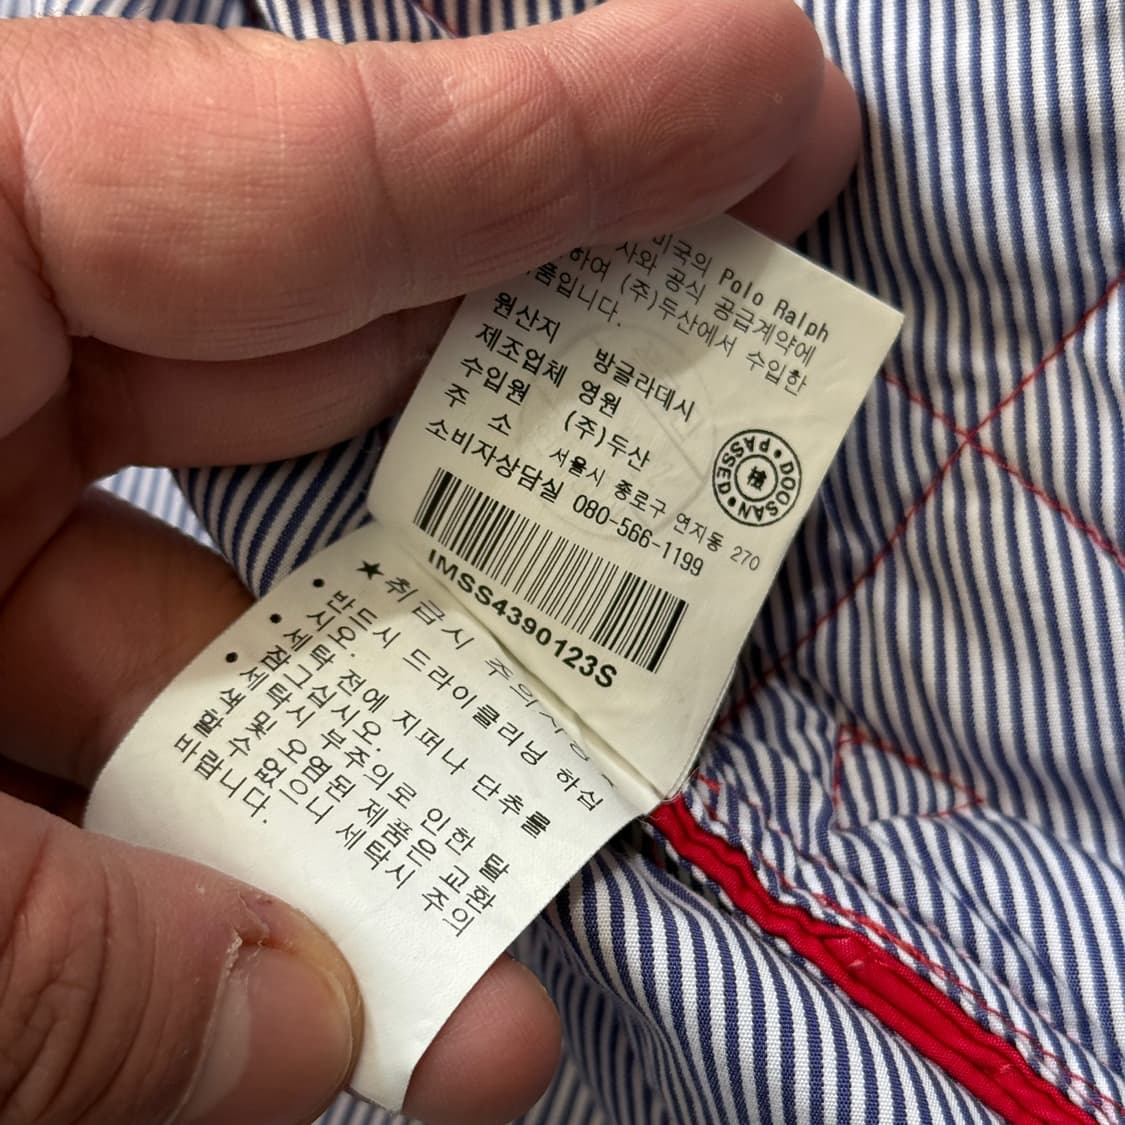 미국의 Polo Ralph
사와 공식 공급계약에
하여 (주)두산에서 수입한
품입니다.
원산지 방글라데시
제조업체 영원
수입원 (주)두산
주 소 서울시 종로구 연지동 270
소비자상담실 080-566-1199
DOOSAN•PASSED•
檢
IMSS4390123S
★취급시 주의사항
• 반드시 드라이클리닝 하십
시오.
• 세탁 전에 지퍼나 단추를
잠그십시오.
• 세탁시 부주의로 인한 탈
색 및 오염된 제품은 교환
할 수 없으니 세탁시 주의
바랍니다.